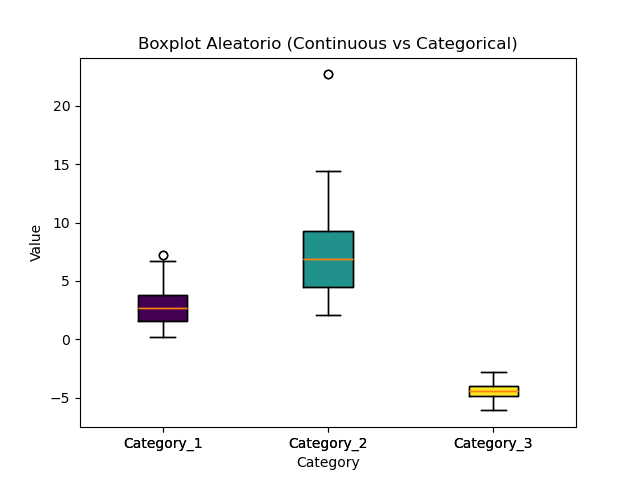 Boxplot Aleatorio (Continuous vs Categorical)
20
15
10
5
0
−5
Value
Category_1
Category_2
Category_3
Category